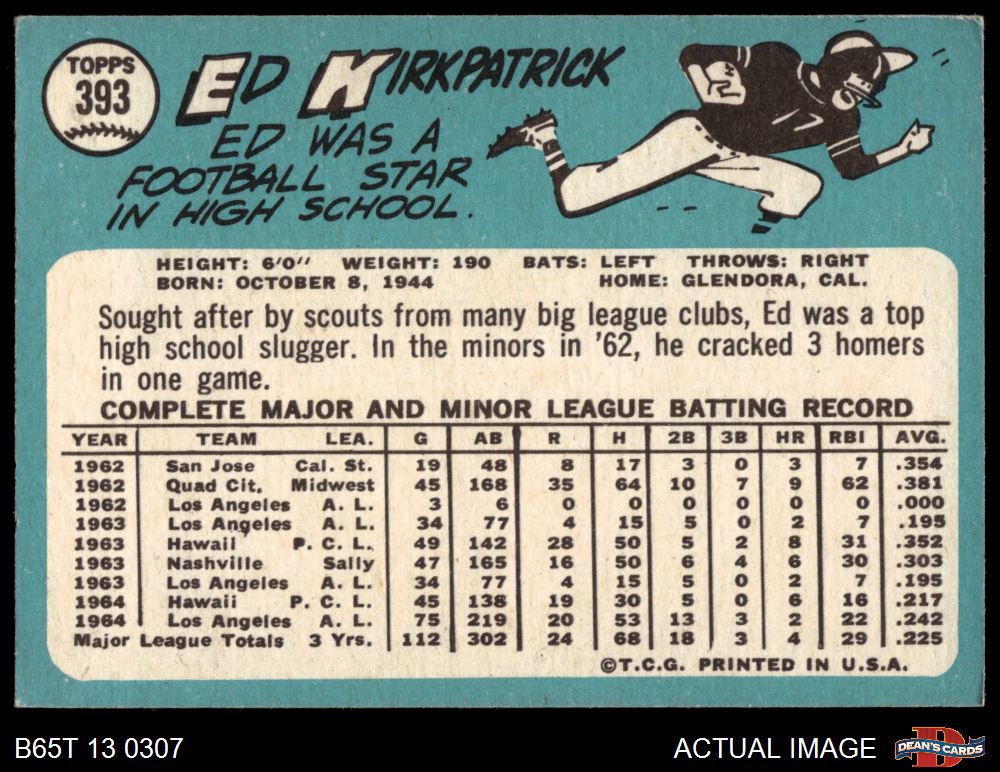 TOPPS
393
ED KIRKPATRICK
ED WAS A
FOOTBALL STAR
IN HIGH SCHOOL.
HEIGHT: 6'0" WEIGHT: 190 BATS: LEFT THROWS: RIGHT
BORN: OCTOBER 8, 1944 HOME: GLENDORA, CAL.
Sought after by scouts from many big league clubs, Ed was a top
high school slugger. In the minors in '62, he cracked 3 homers
in one game.
COMPLETE MAJOR AND MINOR LEAGUE BATTING RECORD
YEAR TEAM LEA. G AB R H 2B 3B HR RBI AVG.
1962 San Jose Cal. St. 19 48 8 17 3 0 3 7 .354
1962 Quad Cit. Midwest 45 168 35 64 10 7 9 62 .381
1962 Los Angeles A. L. 3 6 0 0 0 0 0 0 .000
1963 Los Angeles A. L. 34 77 4 15 5 0 2 7 .195
1963 Hawaii P. C. L. 49 142 28 50 5 2 8 31 .352
1963 Nashville Sally 47 165 16 50 6 4 6 30 .303
1963 Los Angeles A. L. 34 77 4 15 5 0 2 7 .195
1964 Hawaii P. C. L. 45 138 19 30 5 0 6 16 .217
1964 Los Angeles A. L. 75 219 20 53 13 3 2 22 .242
Major League Totals 3 Yrs. 112 302 24 68 18 3 4 29 .225
©T.C.G. PRINTED IN U.S.A.
B65T 13 0307 ACTUAL IMAGE D DEAN'S CARDS